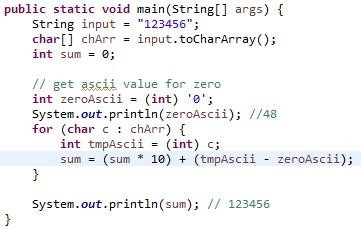 public static void main(String[] args) {
String input = "123456";
char[] chArr = input.toCharArray();
int sum = 0;
// get ascii value for zero
int zeroAscii = (int) '0';
System.out.println(zeroAscii); //48
for (char c : chArr) {
int tmpAscii = (int) c;
sum = (sum * 10) + (tmpAscii - zeroAscii);
}
System.out.println(sum); // 123456
}